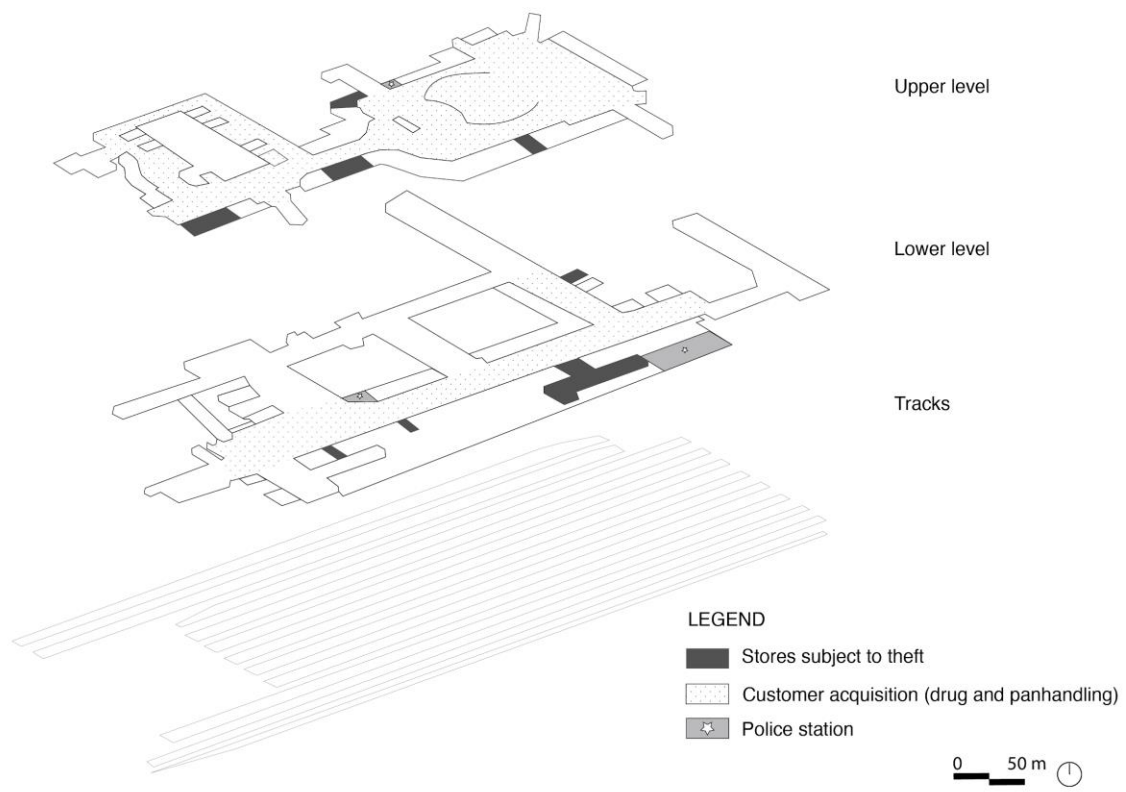 Upper level
Lower level
Tracks
LEGEND
Stores subject to theft
Customer acquisition (drug and panhandling)
Police station
0 50 m